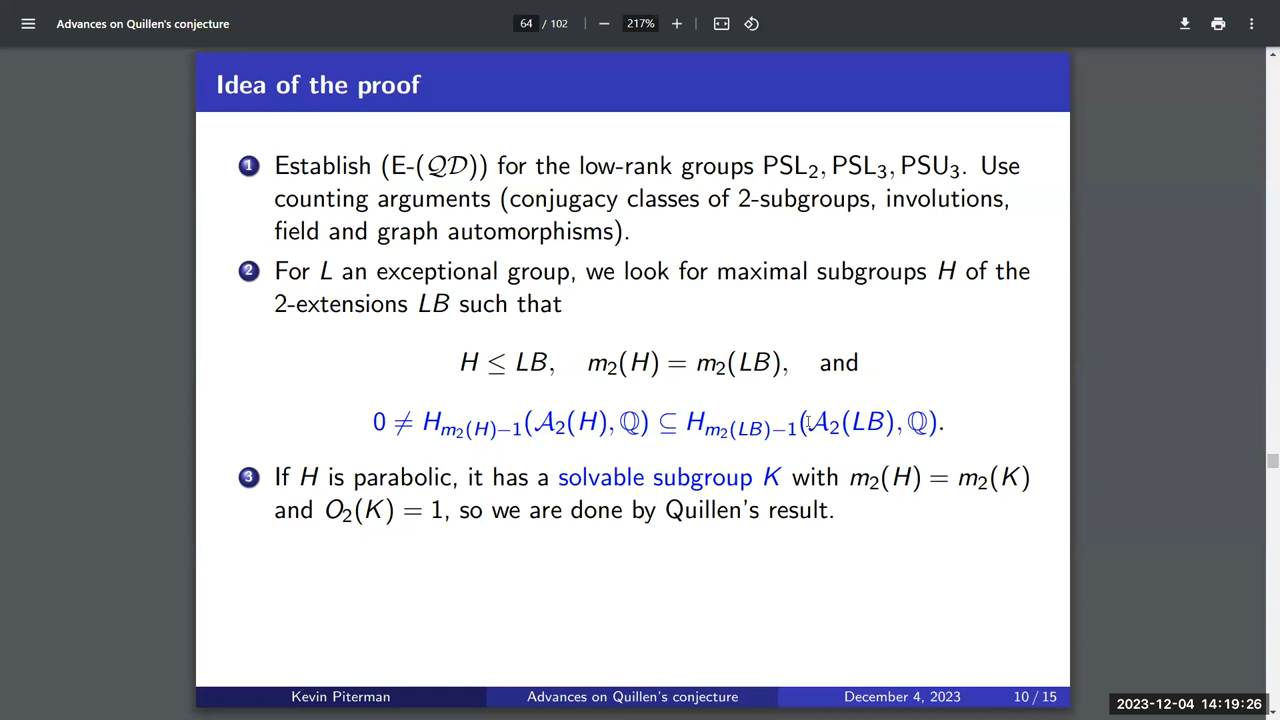 Advances on Quillen's conjecture
64 / 102
217%
Idea of the proof
1 Establish (E-(𝒬𝒟)) for the low-rank groups PSL₂, PSL₃, PSU₃. Use
counting arguments (conjugacy classes of 2-subgroups, involutions,
field and graph automorphisms).
2 For L an exceptional group, we look for maximal subgroups H of the
2-extensions LB such that
H ≤ LB, m₂(H) = m₂(LB), and
0 ≠ H_{m₂(H)−1}(𝒜₂(H), ℚ) ⊆ H_{m₂(LB)−1}(𝒜₂(LB), ℚ).
3 If H is parabolic, it has a solvable subgroup K with m₂(H) = m₂(K)
and O₂(K) = 1, so we are done by Quillen's result.
Kevin Piterman Advances on Quillen's conjecture December 4, 2023 10 / 15
2023-12-04 14:19:26